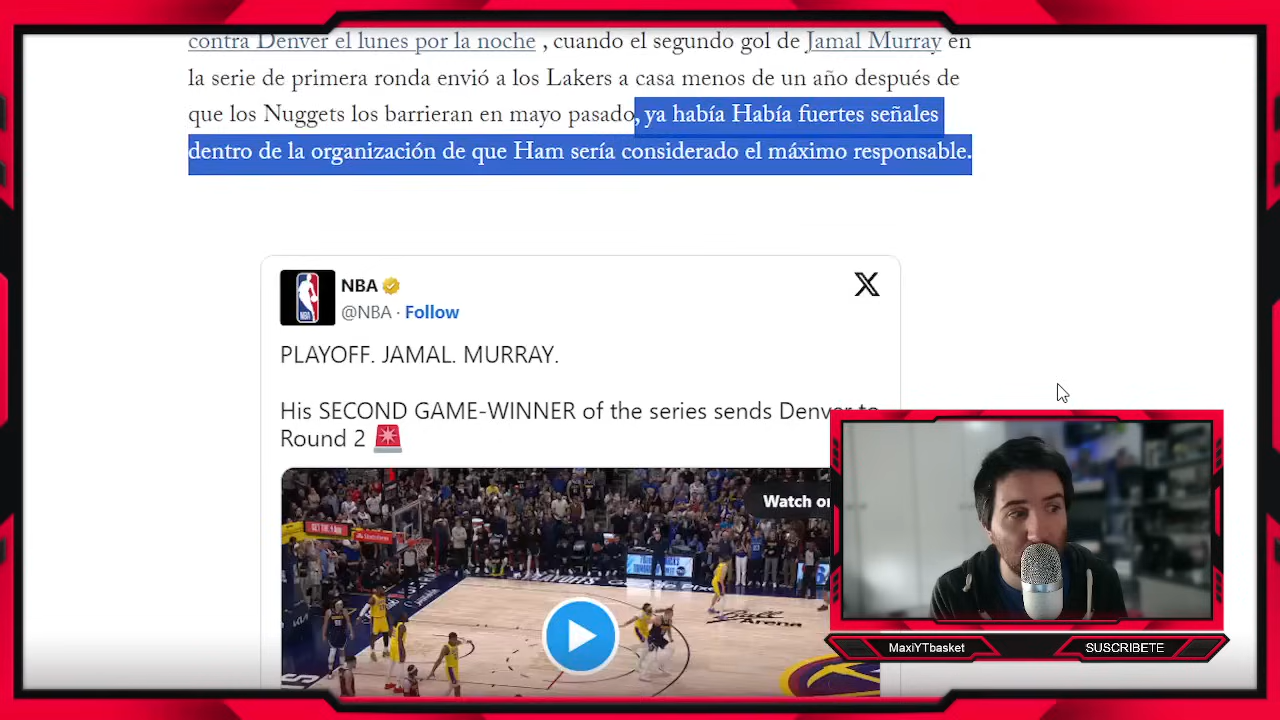 contra Denver el lunes por la noche , cuando el segundo gol de Jamal Murray en
la serie de primera ronda envió a los Lakers a casa menos de un año después de
que los Nuggets los barrieran en mayo pasado, ya había Había fuertes señales
dentro de la organización de que Ham sería considerado el máximo responsable.
NBA
@NBA · Follow
PLAYOFF. JAMAL. MURRAY.
His SECOND GAME-WINNER of the series sends Denver to
Round 2
Watch on
Ball
Arena
MaxiYTbasket
SUSCRIBETE